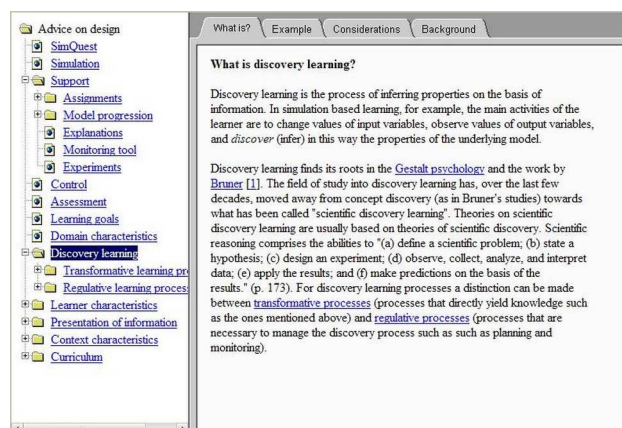 Advice on design
SimQuest
Simulation
Support
Assignments
Model progression
Explanations
Monitoring tool
Experiments
Control
Assessment
Learning goals
Domain characteristics
Discovery learning
Transformative learning pr
Regulative learning process
Learner characteristics
Presentation of information
Context characteristics
Curriculum
What is? Example Considerations Background
What is discovery learning?
Discovery learning is the process of inferring properties on the basis of
information. In simulation based learning, for example, the main activities of the
learner are to change values of input variables, observe values of output variables,
and discover (infer) in this way the properties of the underlying model.
Discovery learning finds its roots in the Gestalt psychology and the work by
Bruner [1]. The field of study into discovery learning has, over the last few
decades, moved away from concept discovery (as in Bruner's studies) towards
what has been called "scientific discovery learning". Theories on scientific
discovery learning are usually based on theories of scientific discovery. Scientific
reasoning comprises the abilities to "(a) define a scientific problem; (b) state a
hypothesis; (c) design an experiment; (d) observe, collect, analyze, and interpret
data; (e) apply the results; and (f) make predictions on the basis of the
results." (p. 173). For discovery learning processes a distinction can be made
between transformative processes (processes that directly yield knowledge such
as the ones mentioned above) and regulative processes (processes that are
necessary to manage the discovery process such as such as planning and
monitoring).